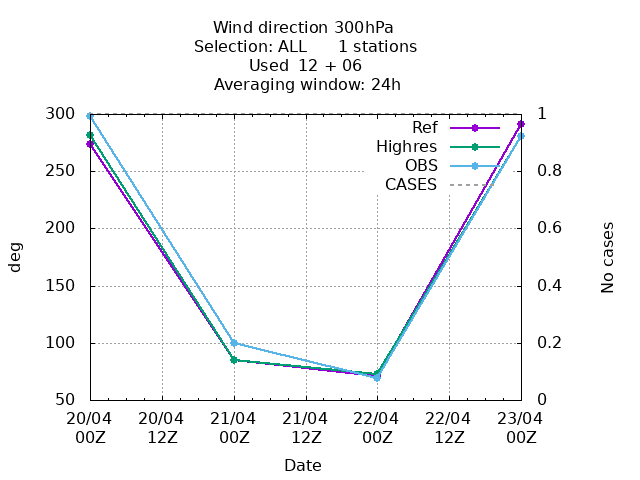 Wind direction 300hPa
Selection: ALL      1 stations
Used  12 + 06
Averaging window: 24h
300
250
200
150
100
50
deg
1
0.8
0.6
0.4
0.2
0
No cases
Ref
Highres
OBS
CASES
20/04 20/04 21/04 21/04 22/04 22/04 23/04
00Z 12Z 00Z 12Z 00Z 12Z 00Z
Date